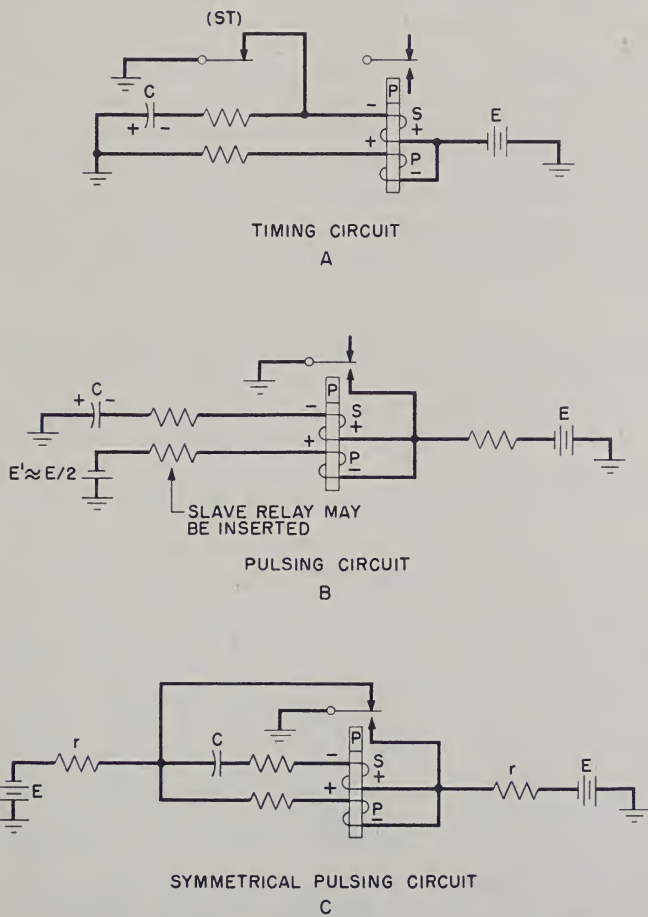 (ST)
C
+ -
P
- S
+
+ P
-
E
TIMING CIRCUIT
A
P
C
+ -
- S
+
+ P
-
E
E'≈E/2
SLAVE RELAY MAY
BE INSERTED
PULSING CIRCUIT
B
r
C
P
- S
+
+ P
-
E
r
E
SYMMETRICAL PULSING CIRCUIT
C